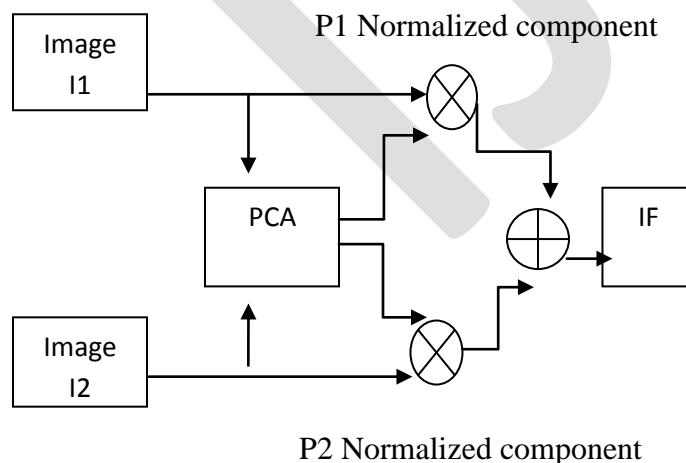 P1 Normalized component
Image
I1
PCA
IF
Image
I2
P2 Normalized component